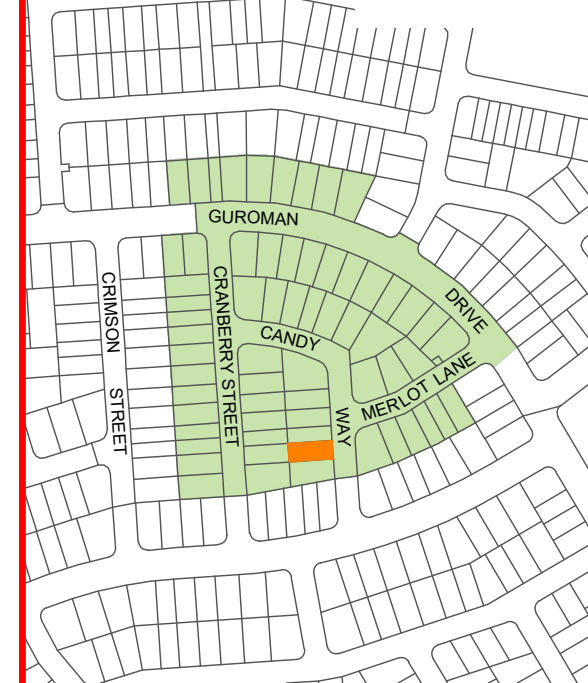 GUROMAN
DRIVE
CRIMSON STREET
CRANBERRY STREET
CANDY
WAY
MERLOT LANE